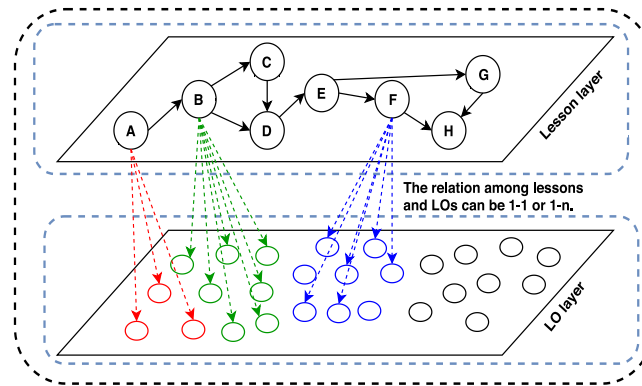 C
G
E
B
F
A
D
H
Lesson layer
The relation among lessons
and LOs can be 1-1 or 1-n.
LO layer